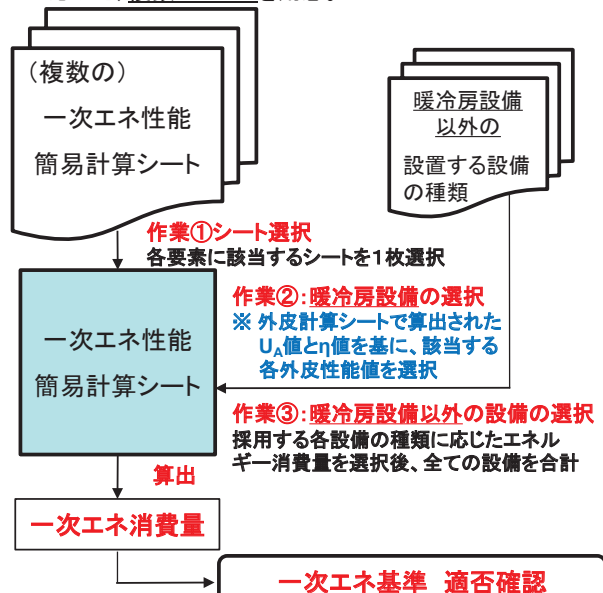 (複数の)
一次エネ性能
簡易計算シート
暖冷房設備
以外の
設置する設備
の種類
作業①シート選択
各要素に該当するシートを1枚選択
作業②：暖冷房設備の選択
※ 外皮計算シートで算出された
UA値とη値を基に、該当する
各外皮性能値を選択
一次エネ性能
簡易計算シート
作業③：暖冷房設備以外の設備の選択
採用する各設備の種類に応じたエネル
ギー消費量を選択後、全ての設備を合計
算出
一次エネ消費量
一次エネ基準 適否確認